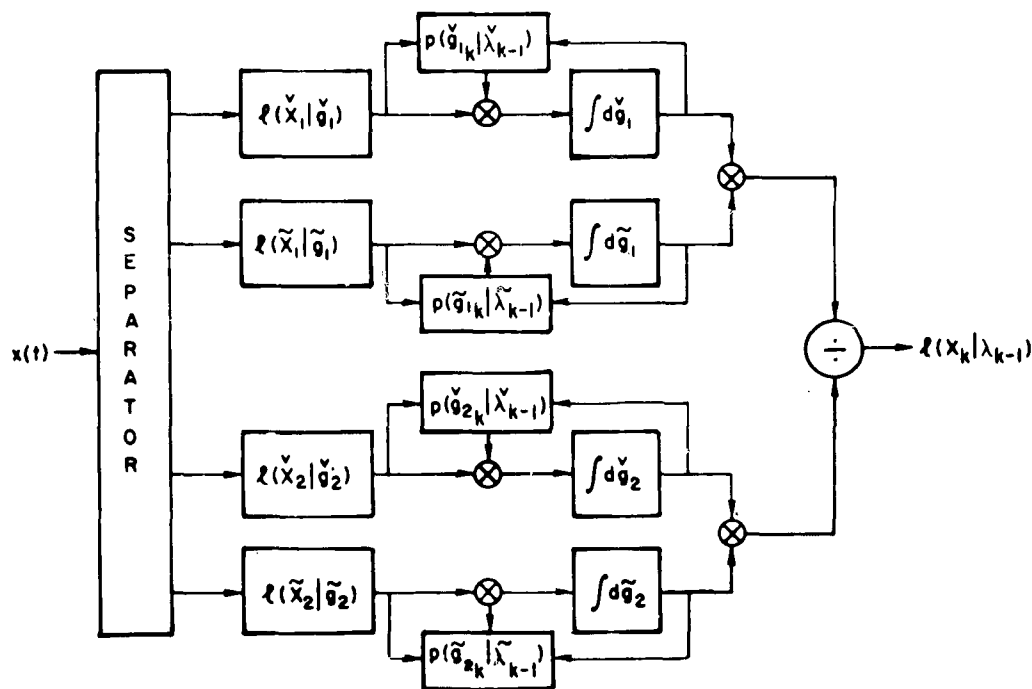 p(ǧ₁ₖ|λ̌ₖ₋₁)
ℓ(x̌₁|ǧ₁)
⊗
∫dǧ₁
⊗
SEPARATOR
ℓ(x̃₁|g̃₁)
⊗
∫dg̃₁
p(g̃₁ₖ|λ̃ₖ₋₁)
x(t)
÷
ℓ(xₖ|λₖ₋₁)
p(ǧ₂ₖ|λ̌ₖ₋₁)
ℓ(x̌₂|ǧ₂)
⊗
∫dǧ₂
⊗
ℓ(x̃₂|g̃₂)
⊗
∫dg̃₂
p(g̃₂ₖ|λ̃ₖ₋₁)